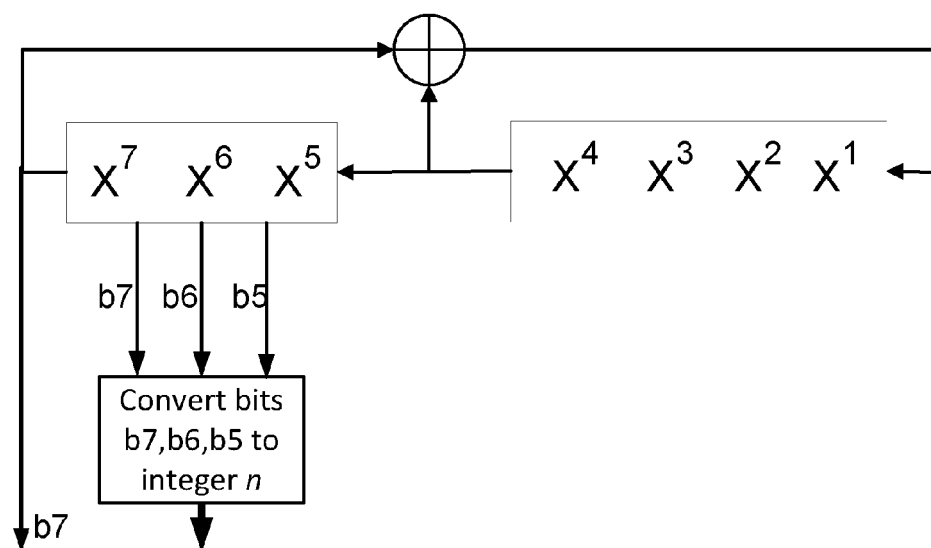 X⁷ X⁶ X⁵ X⁴ X³ X² X¹
b7 b6 b5
Convert bits
b7,b6,b5 to
integer n
b7